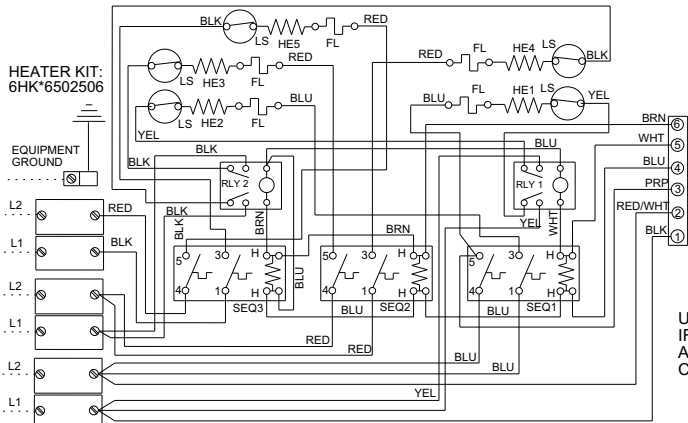 BLK
RED
LS
HE5
FL
RED
RED
FL
HE4
LS
BLK
HEATER KIT:
6HK*6502506
LS
HE3
FL
BLU
BLU
FL
HE1
LS
YEL
LS
HE2
FL
YEL
BRN
6
EQUIPMENT
GROUND
BLK
BLU
WHT
5
BLK
RLY 2
RLY 1
BLU
4
PRP
3
L2
RED
BLK
BLK
BRN
YEL
WHT
RED/WHT
2
L1
BLK
BRN
BLK
1
5
3
H
5
3
H
5
3
H
BLU
L2
4
1
H
4
1
H
4
1
H
SEQ3
BLU
SEQ2
BLU
SEQ1
L1
RED
RED
BLU
BLU
U
IF
A
C
L2
YEL
L1